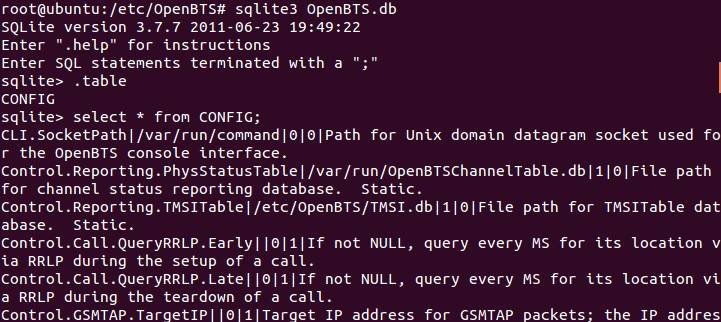 root@ubuntu:/etc/OpenBTS# sqlite3 OpenBTS.db
SQLite version 3.7.7 2011-06-23 19:49:22
Enter ".help" for instructions
Enter SQL statements terminated with a ";"
sqlite> .table
CONFIG
sqlite> select * from CONFIG;
CLI.SocketPath|/var/run/command|0|0|Path for Unix domain datagram socket used fo
r the OpenBTS console interface.
Control.Reporting.PhysStatusTable|/var/run/OpenBTSChannelTable.db|1|0|File path
for channel status reporting database.  Static.
Control.Reporting.TMSITable|/etc/OpenBTS/TMSI.db|1|0|File path for TMSITable dat
abase.  Static.
Control.Call.QueryRRLP.Early||0|1|If not NULL, query every MS for its location v
ia RRLP during the setup of a call.
Control.Call.QueryRRLP.Late||0|1|If not NULL, query every MS for its location vi
a RRLP during the teardown of a call.
Control.GSMTAP.TargetIP||0|1|Target IP address for GSMTAP packets; the IP addres